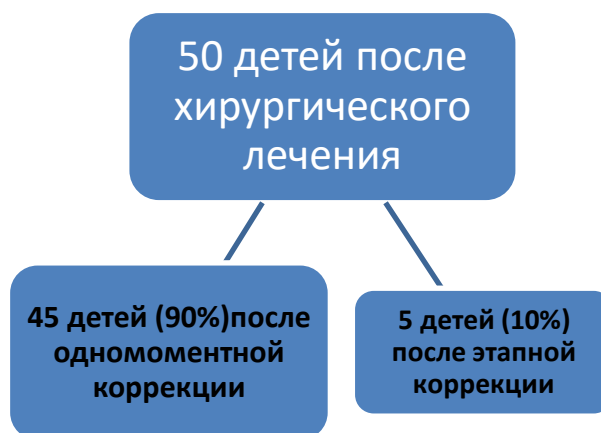 50 детей после
хирургического
лечения
45 детей (90%)после
одномоментной
коррекции
5 детей (10%)
после этапной
коррекции